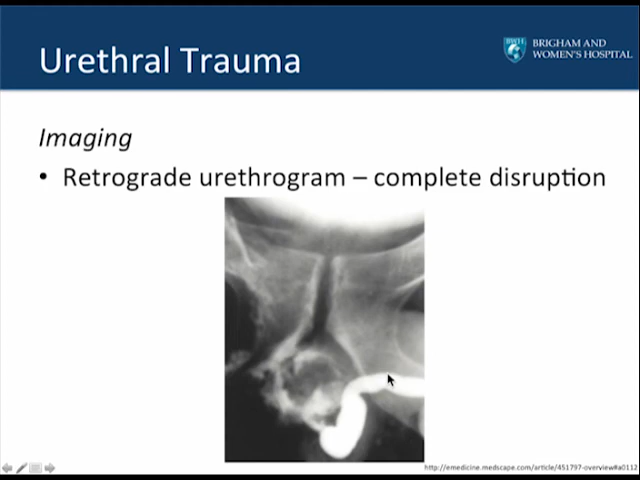 Urethral Trauma
BWH
BRIGHAM AND
WOMEN'S HOSPITAL
Imaging
• Retrograde urethrogram – complete disruption
http://emedicine.medscape.com/article/451797-overview#a0112